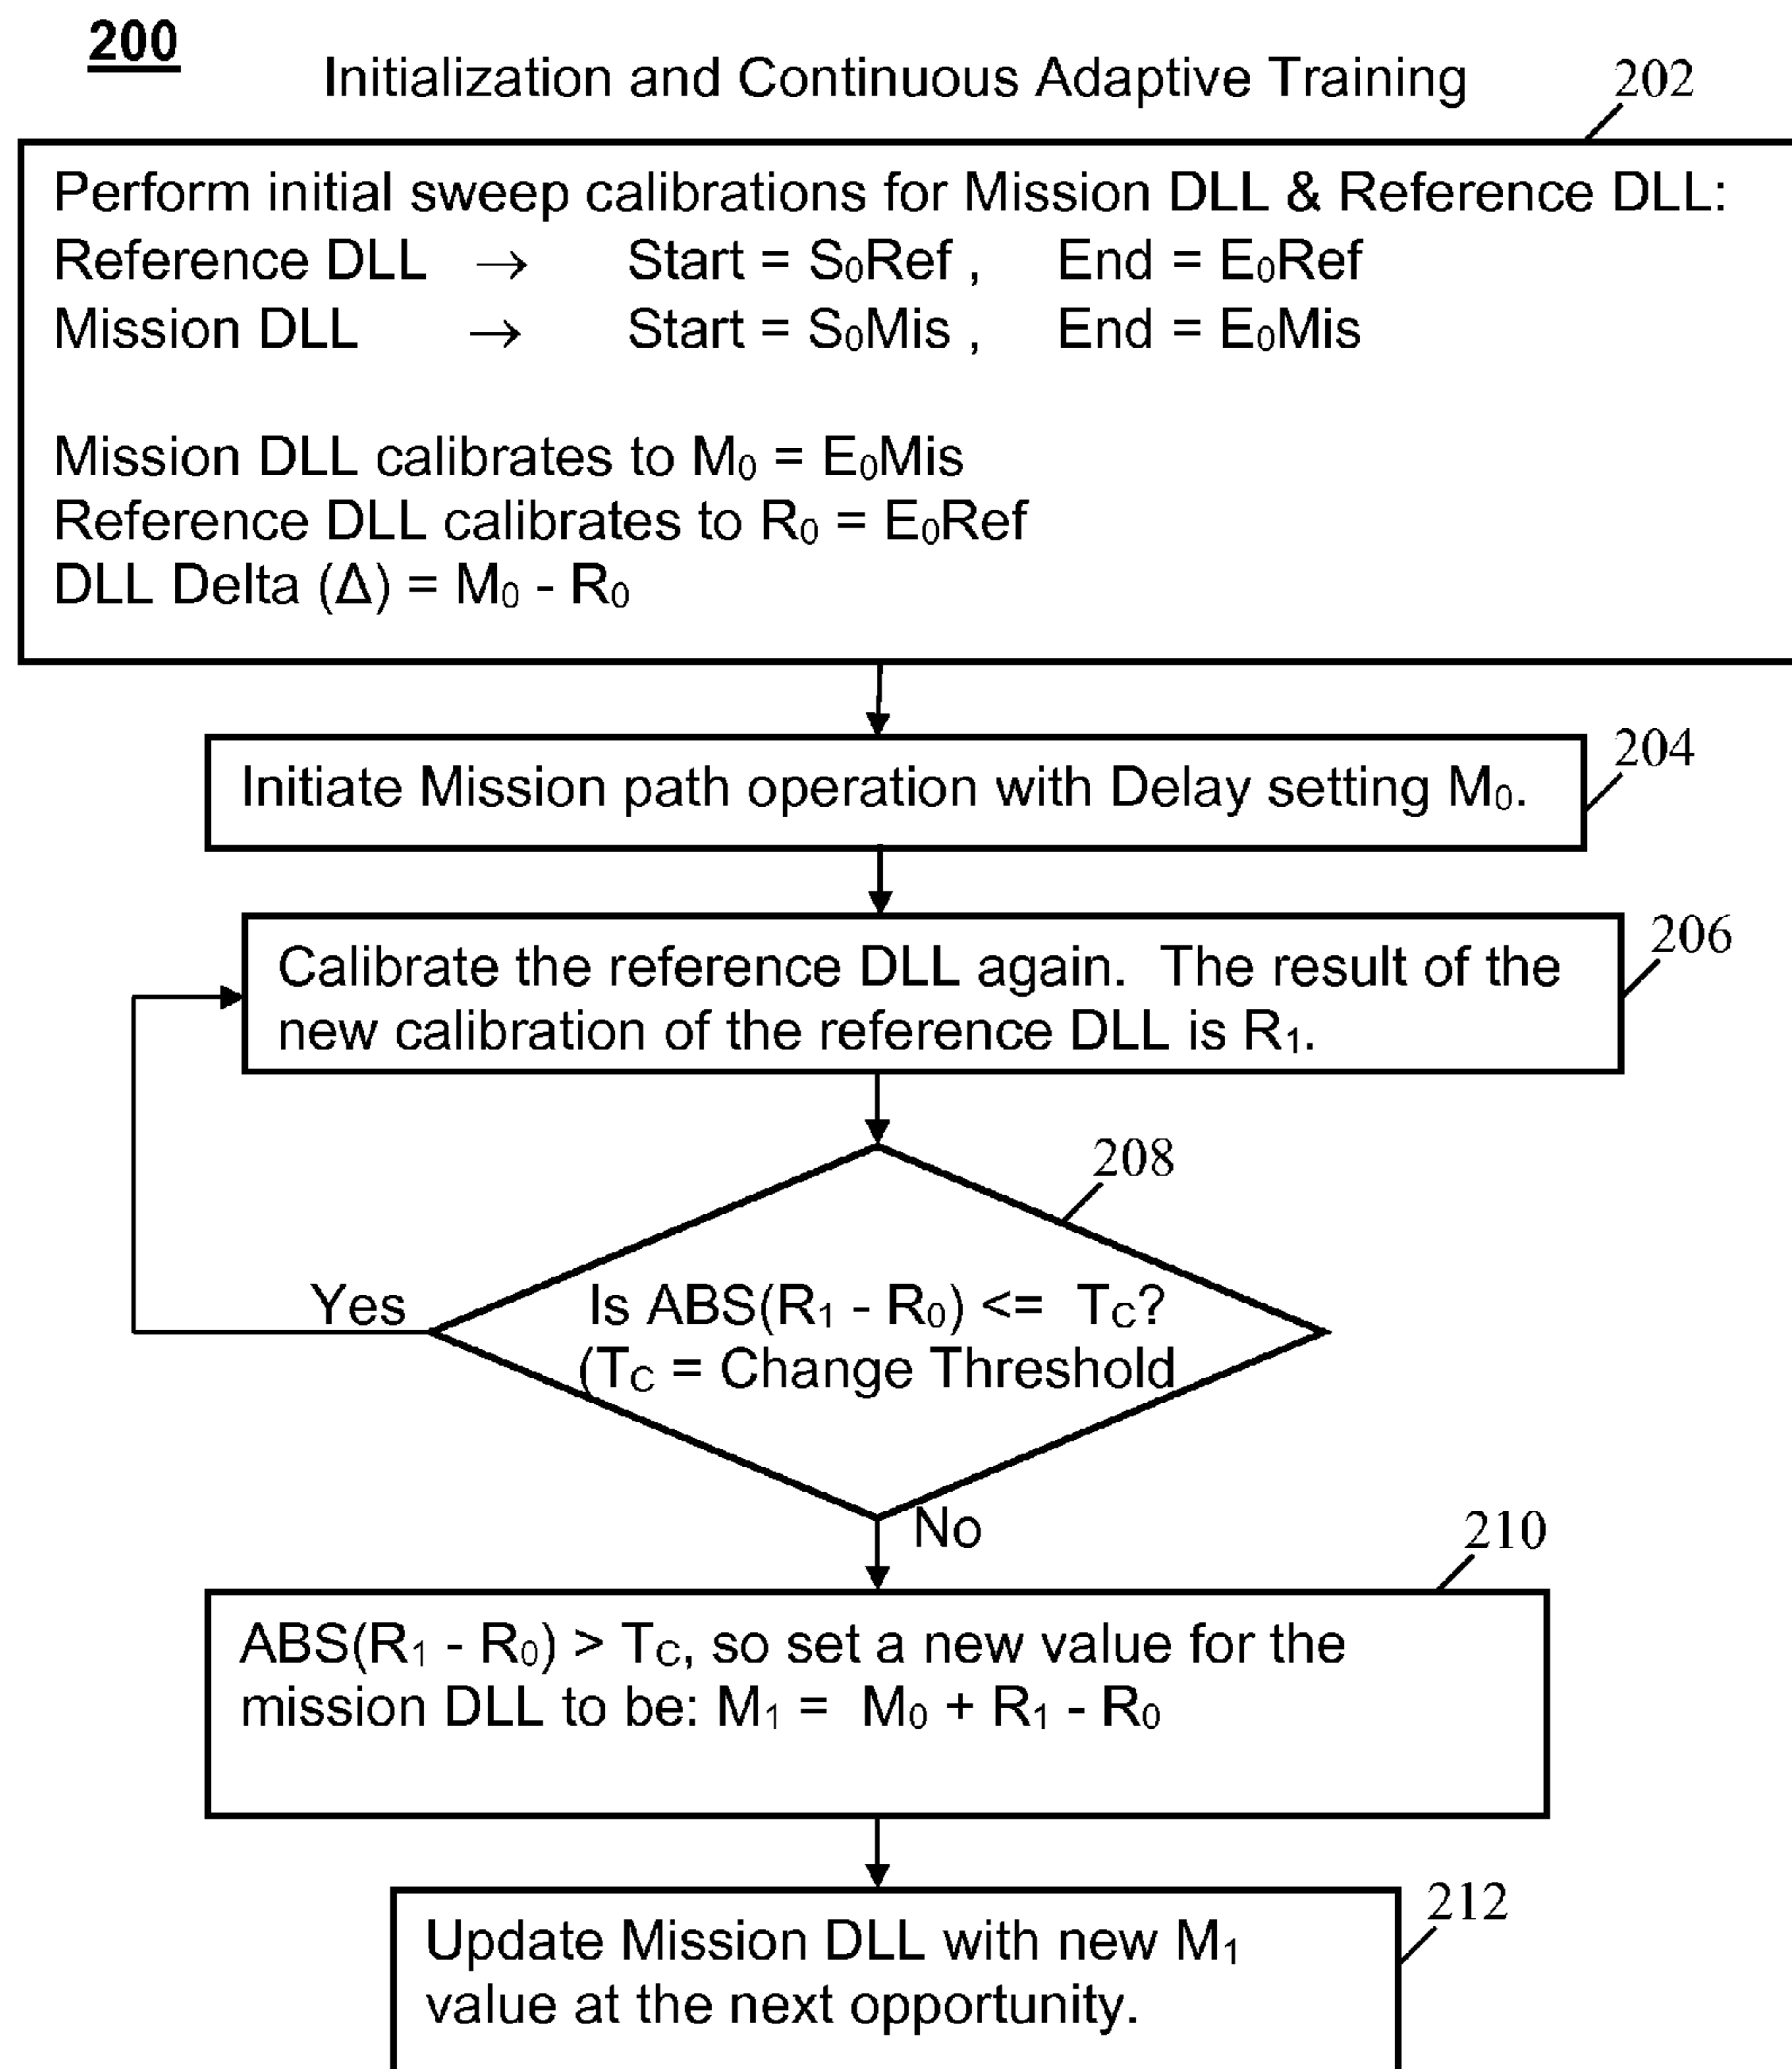 200
Initialization and Continuous Adaptive Training
202
Perform initial sweep calibrations for Mission DLL & Reference DLL:
Reference DLL → Start = S₀Ref , End = E₀Ref
Mission DLL → Start = S₀Mis , End = E₀Mis
Mission DLL calibrates to M₀ = E₀Mis
Reference DLL calibrates to R₀ = E₀Ref
DLL Delta (Δ) = M₀ - R₀
204
Initiate Mission path operation with Delay setting M₀.
206
Calibrate the reference DLL again. The result of the
new calibration of the reference DLL is R₁.
208
Yes
Is ABS(R₁ - R₀) <= T_C?
(T_C = Change Threshold
No
210
ABS(R₁ - R₀) > T_C, so set a new value for the
mission DLL to be: M₁ = M₀ + R₁ - R₀
212
Update Mission DLL with new M₁
value at the next opportunity.